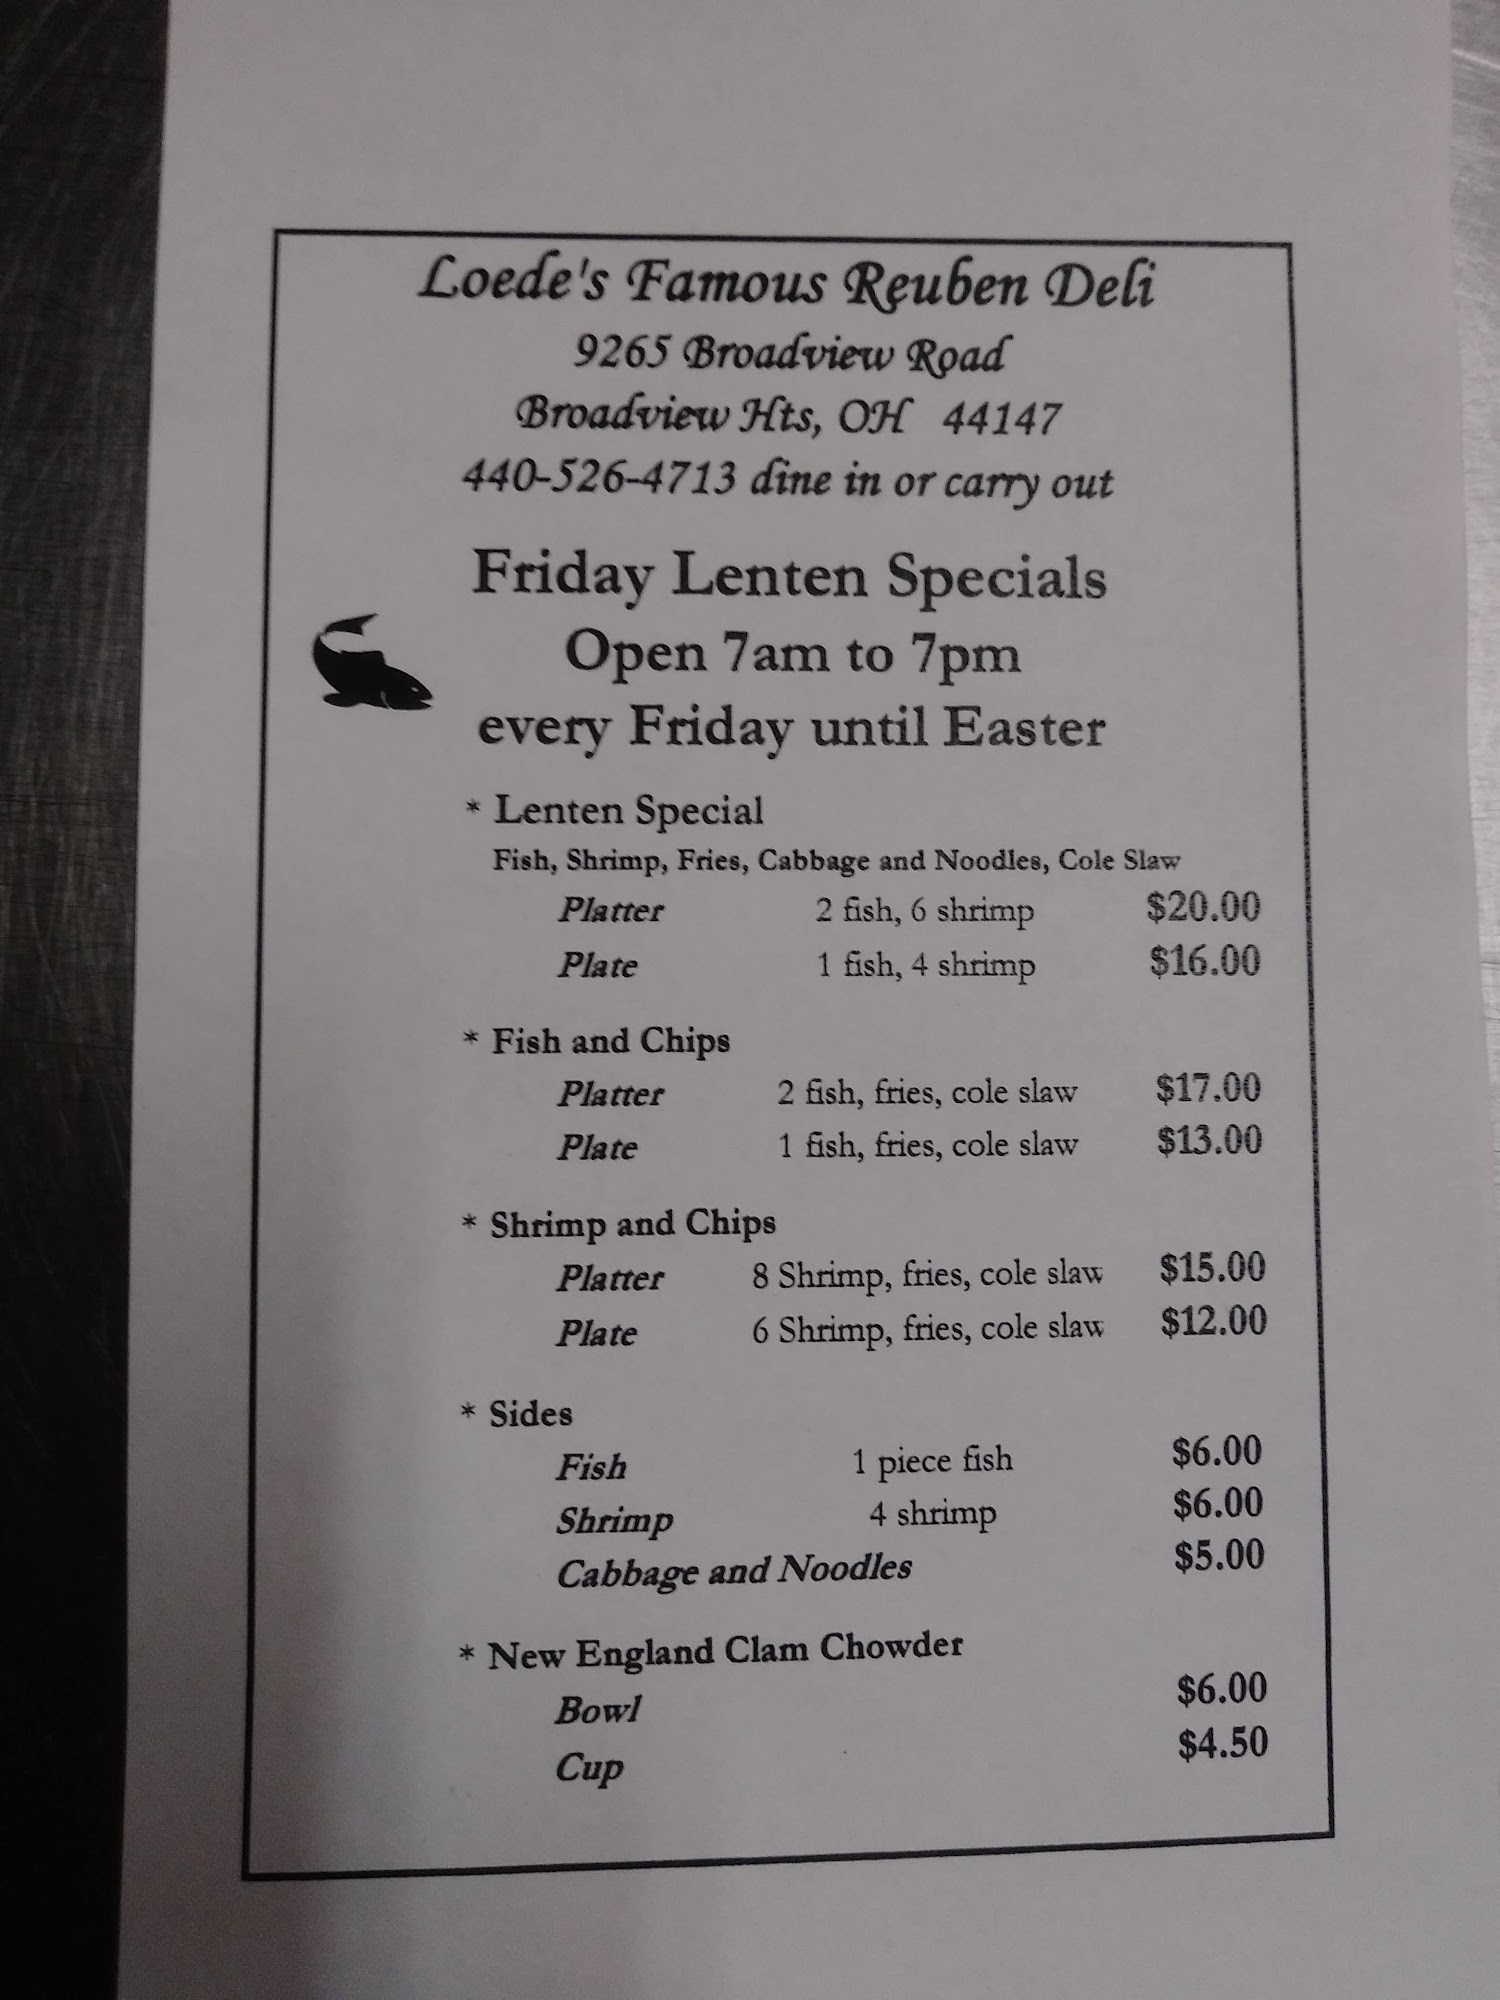 Loede's Famous Reuben Deli
9265 Broadview Road
Broadview Hts, OH 44147
440-526-4713 dine in or carry out
Friday Lenten Specials
Open 7am to 7pm
every Friday until Easter
* Lenten Special
Fish, Shrimp, Fries, Cabbage and Noodles, Cole Slaw
Platter 2 fish, 6 shrimp $20.00
Plate 1 fish, 4 shrimp $16.00
* Fish and Chips
Platter 2 fish, fries, cole slaw $17.00
Plate 1 fish, fries, cole slaw $13.00
* Shrimp and Chips
Platter 8 Shrimp, fries, cole slaw $15.00
Plate 6 Shrimp, fries, cole slaw $12.00
* Sides
Fish 1 piece fish $6.00
Shrimp 4 shrimp $6.00
Cabbage and Noodles $5.00
* New England Clam Chowder
Bowl $6.00
Cup $4.50